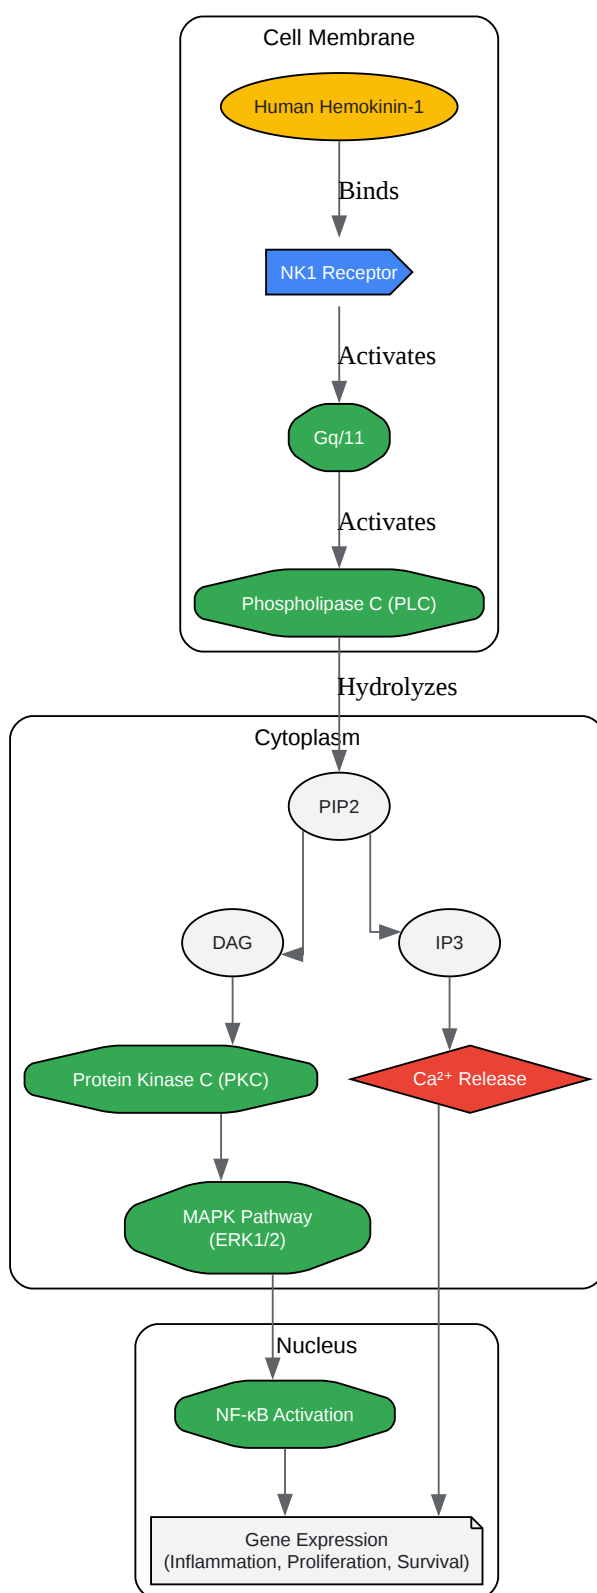 Cell Membrane
Human Hemokinin-1
Binds
NK1 Receptor
Activates
Gq/11
Activates
Phospholipase C (PLC)
Hydrolyzes
Cytoplasm
PIP2
DAG
IP3
Protein Kinase C (PKC)
Ca²⁺ Release
MAPK Pathway
(ERK1/2)
Nucleus
NF-κB Activation
Gene Expression
(Inflammation, Proliferation, Survival)